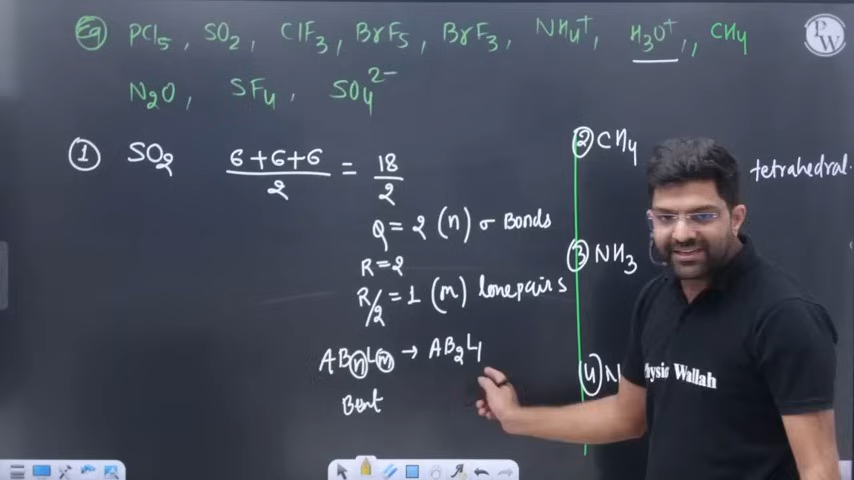 Eg PCl5, SO2, ClF3, BrF5, BrF3, NH4+, H3O+, CH4
N2O, SF4, SO4 2−
PW
① SO2 6+6+6/2 = 18/2
Q = 2 (n) σ Bonds
R = 2
R/2 = 1 (m) lonepairs
ABnLm → AB2L1
Bent
② CH4 tetrahedral.
③ NH3
④ N
Physics Wallah